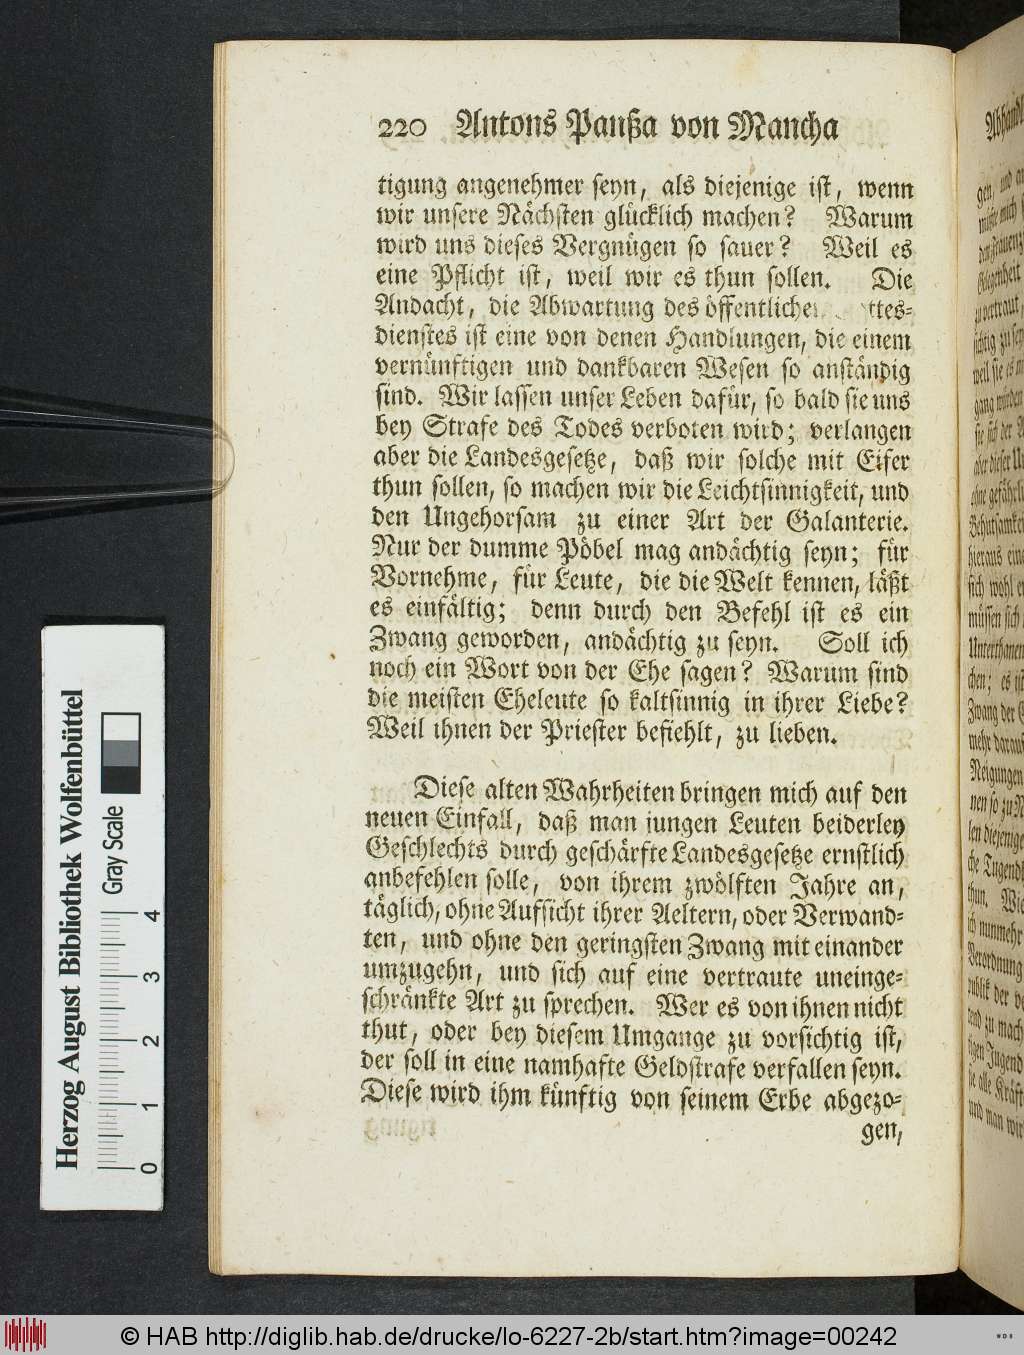 220 Antons Panßa von Mancha
tigung angenehmer seyn, als diejenige ist, wenn
wir unsere Nächsten glücklich machen? Warum
wird uns dieses Vergnügen so sauer? Weil es
eine Pflicht ist, weil wir es thun sollen. Die
Andacht, die Abwartung des öffentlichen ttes-
dienstes ist eine von denen Handlungen, die einem
vernünftigen und dankbaren Wesen so anständig
sind. Wir lassen unser Leben dafür, so bald sie uns
bey Strafe des Todes verboten wird; verlangen
aber die Landesgesetze, daß wir solche mit Eifer
thun sollen, so machen wir die Leichtsinnigkeit, und
den Ungehorsam zu einer Art der Galanterie.
Nur der dumme Pöbel mag andächtig seyn; für
Vornehme, für Leute, die die Welt kennen, läßt
es einfältig; denn durch den Befehl ist es ein
Zwang geworden, andächtig zu seyn. Soll ich
noch ein Wort von der Ehe sagen? Warum sind
die meisten Eheleute so kaltsinnig in ihrer Liebe?
Weil ihnen der Priester befiehlt, zu lieben.
Diese alten Wahrheiten bringen mich auf den
neuen Einfall, daß man jungen Leuten beiderley
Geschlechts durch geschärfte Landesgesetze ernstlich
anbefehlen solle, von ihrem zwölften Jahre an,
täglich, ohne Aufsicht ihrer Aeltern, oder Verwand-
ten, und ohne den geringsten Zwang mit einander
umzugehn, und sich auf eine vertraute uneinge-
schränkte Art zu sprechen. Wer es von ihnen nicht
thut, oder bey diesem Umgange zu vorsichtig ist,
der soll in eine namhafte Geldstrafe verfallen seyn.
Diese wird ihm künftig von seinem Erbe abgezo-
gen,
Herzog August Bibliothek Wolfenbüttel
Gray Scale
0 1 2 3 4
© HAB http://diglib.hab.de/drucke/lo-6227-2b/start.htm?image=00242